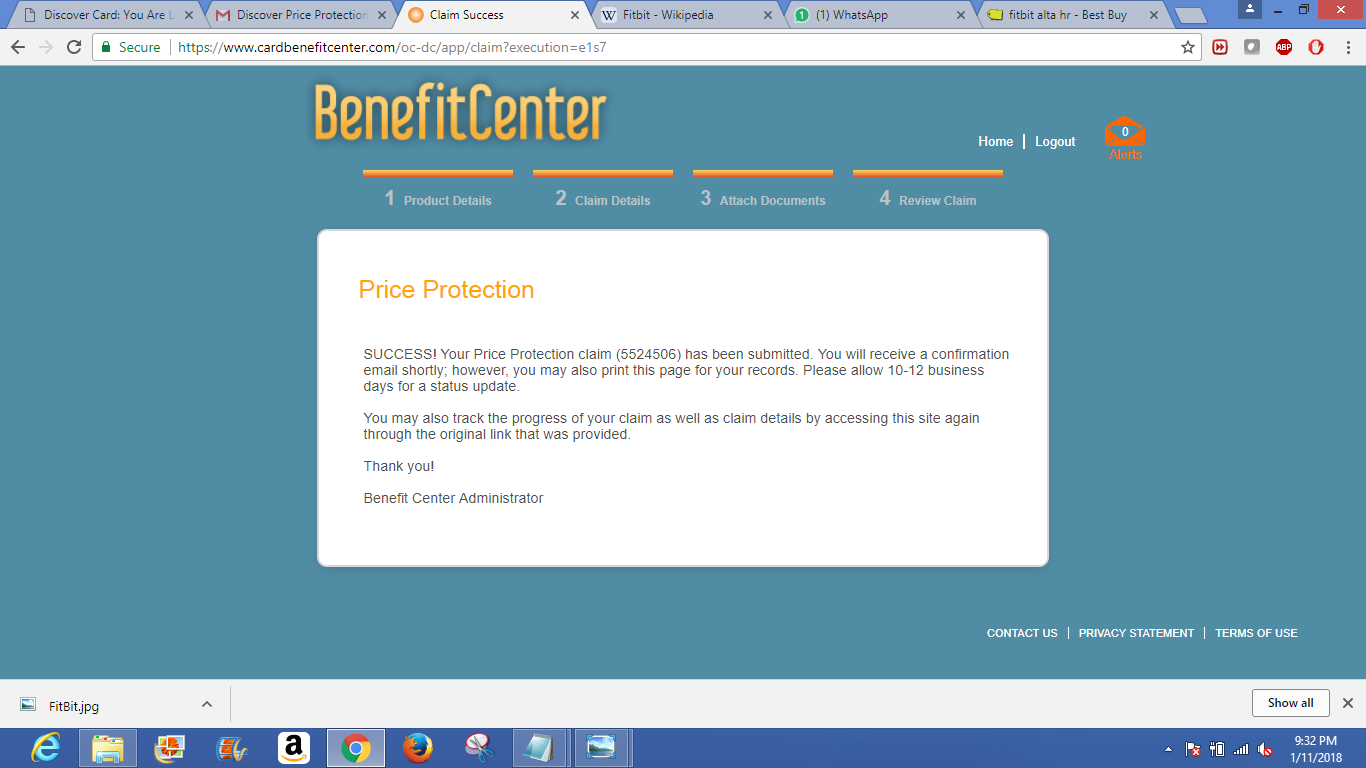 Discover Card: You Are L
Discover Price Protection
Claim Success
Fitbit - Wikipedia
(1) WhatsApp
fitbit alta hr - Best Buy
Secure
https://www.cardbenefitcenter.com/oc-dc/app/claim?execution=e1s7
ABP
BenefitCenter
Home | Logout
0
Alerts
1 Product Details
2 Claim Details
3 Attach Documents
4 Review Claim
Price Protection
SUCCESS! Your Price Protection claim (5524506) has been submitted. You will receive a confirmation
email shortly; however, you may also print this page for your records. Please allow 10-12 business
days for a status update.
You may also track the progress of your claim as well as claim details by accessing this site again
through the original link that was provided.
Thank you!
Benefit Center Administrator
CONTACT US | PRIVACY STATEMENT | TERMS OF USE
FitBit.jpg
Show all
9:32 PM
1/11/2018